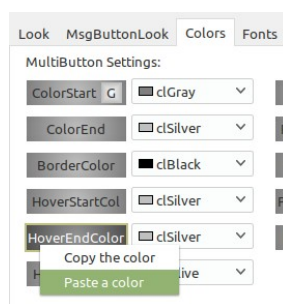 Look MsgButtonLook Colors Fonts
MultiButton Settings:
ColorStart G clGray
ColorEnd clSilver
BorderColor clBlack
HoverStartCol clSilver
HoverEndColor clSilver
Copy the color
Paste a color